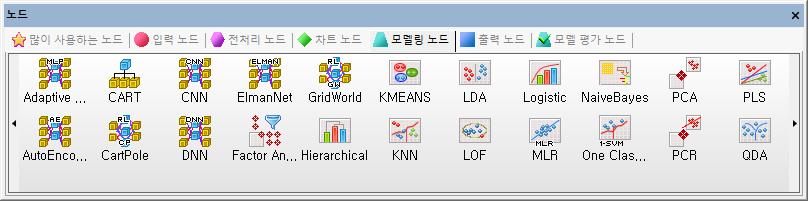 노드
많이 사용하는 노드 입력 노드 전처리 노드 차트 노드 모델링 노드 출력 노드 모델 평가 노드
MLP CNN ELMAN RL GW
Adaptive ... CART CNN ElmanNet GridWorld KMEANS LDA Logistic NaiveBayes PCA PLS
AE RL CP DNN MLR 1-SVM
AutoEnco... CartPole DNN Factor An... Hierarchical KNN LOF MLR One Clas... PCR QDA